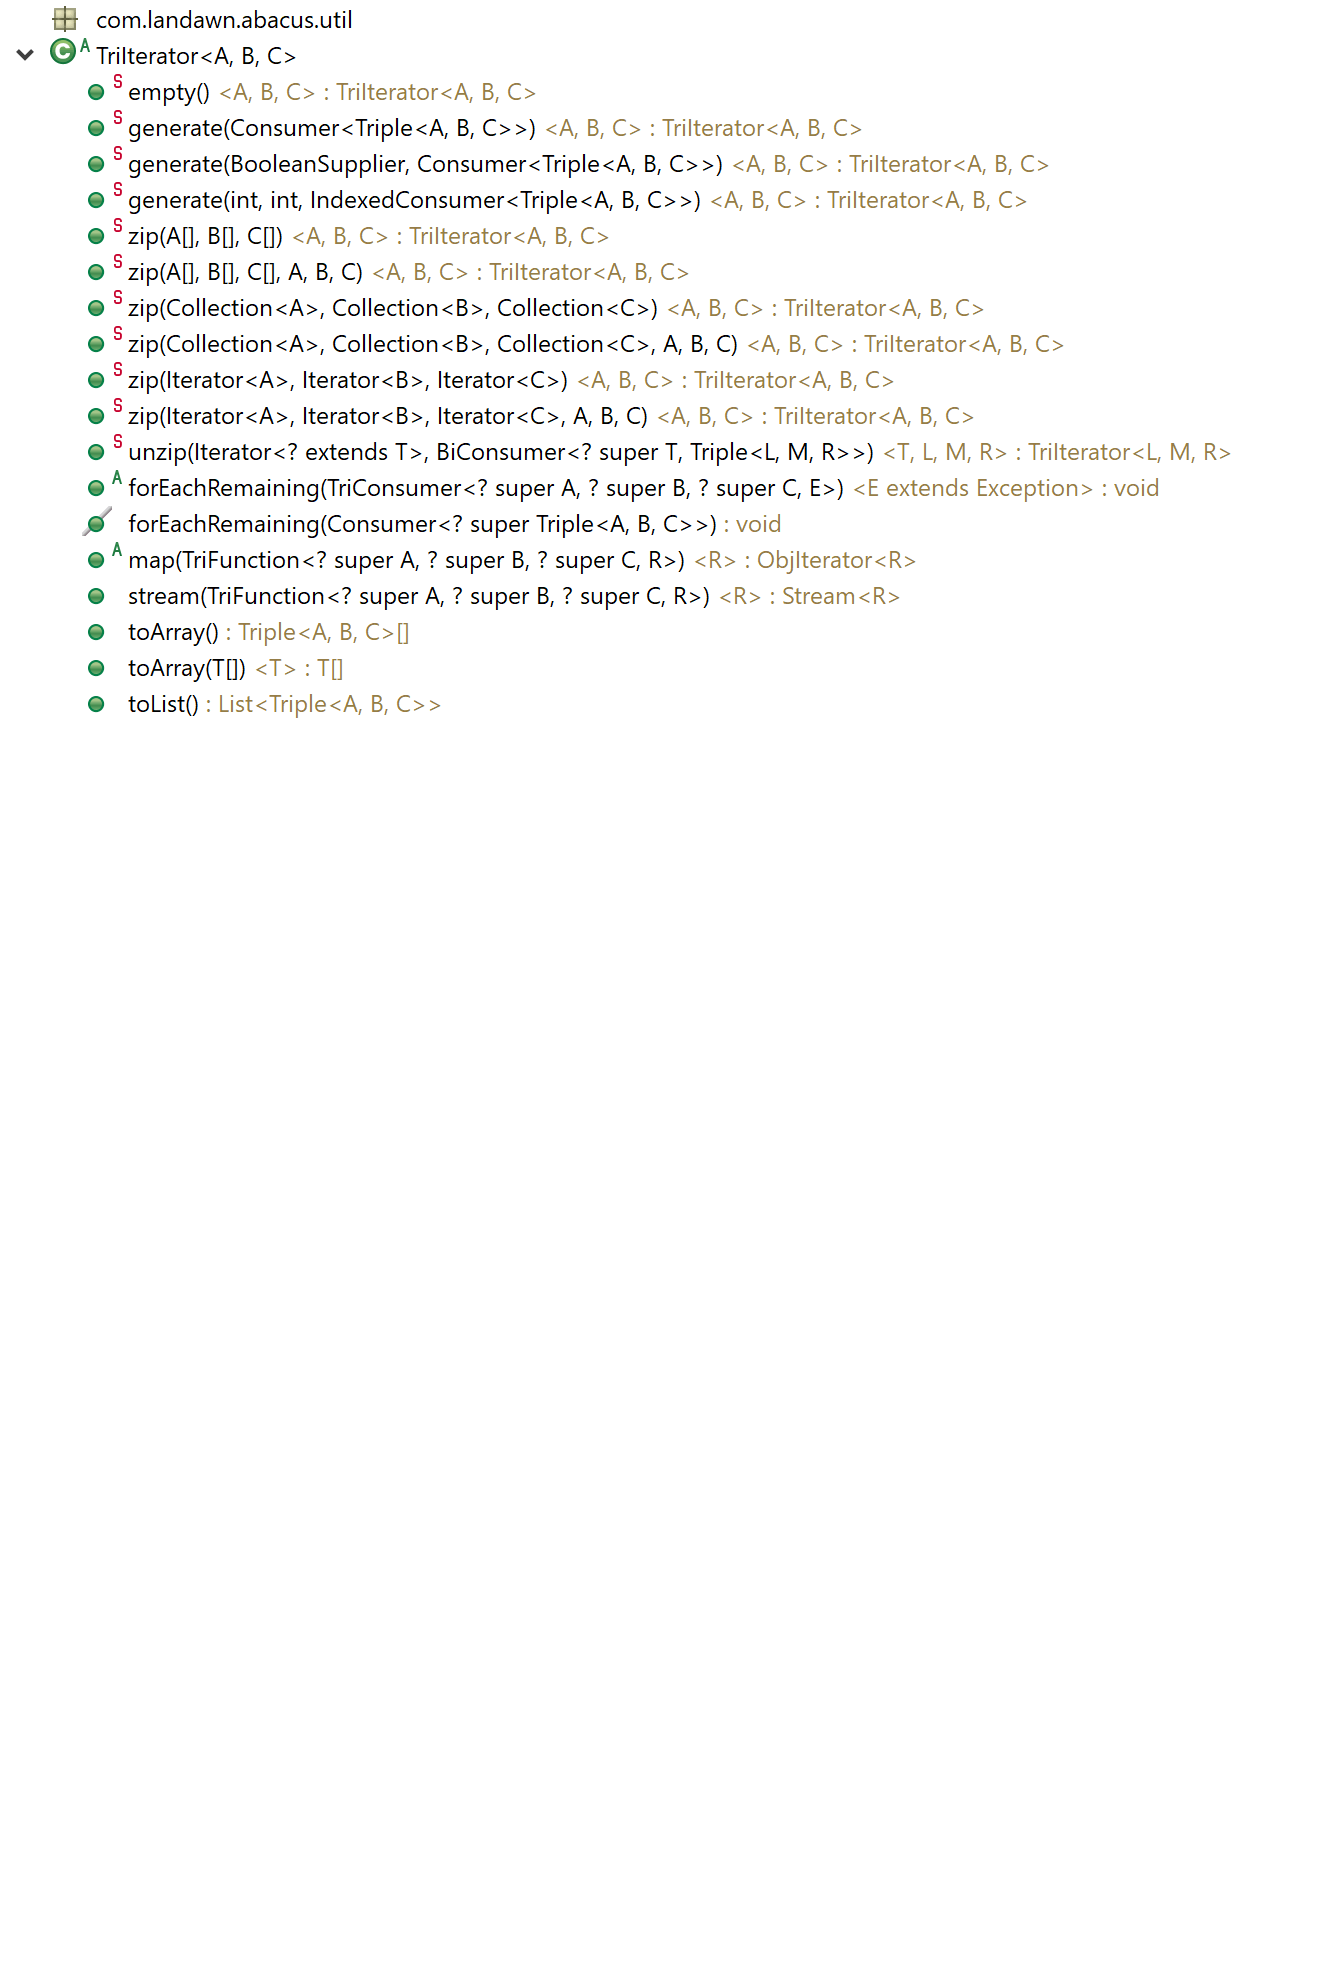 com.landawn.abacus.util
C A TriIterator<A, B, C>
S empty() <A, B, C> : TriIterator<A, B, C>
S generate(Consumer<Triple<A, B, C>>) <A, B, C> : TriIterator<A, B, C>
S generate(BooleanSupplier, Consumer<Triple<A, B, C>>) <A, B, C> : TriIterator<A, B, C>
S generate(int, int, IndexedConsumer<Triple<A, B, C>>) <A, B, C> : TriIterator<A, B, C>
S zip(A[], B[], C[]) <A, B, C> : TriIterator<A, B, C>
S zip(A[], B[], C[], A, B, C) <A, B, C> : TriIterator<A, B, C>
S zip(Collection<A>, Collection<B>, Collection<C>) <A, B, C> : TriIterator<A, B, C>
S zip(Collection<A>, Collection<B>, Collection<C>, A, B, C) <A, B, C> : TriIterator<A, B, C>
S zip(Iterator<A>, Iterator<B>, Iterator<C>) <A, B, C> : TriIterator<A, B, C>
S zip(Iterator<A>, Iterator<B>, Iterator<C>, A, B, C) <A, B, C> : TriIterator<A, B, C>
S unzip(Iterator<? extends T>, BiConsumer<? super T, Triple<L, M, R>>) <T, L, M, R> : TriIterator<L, M, R>
A forEachRemaining(TriConsumer<? super A, ? super B, ? super C, E>) <E extends Exception> : void
forEachRemaining(Consumer<? super Triple<A, B, C>>) : void
A map(TriFunction<? super A, ? super B, ? super C, R>) <R> : ObjIterator<R>
stream(TriFunction<? super A, ? super B, ? super C, R>) <R> : Stream<R>
toArray() : Triple<A, B, C>[]
toArray(T[]) <T> : T[]
toList() : List<Triple<A, B, C>>